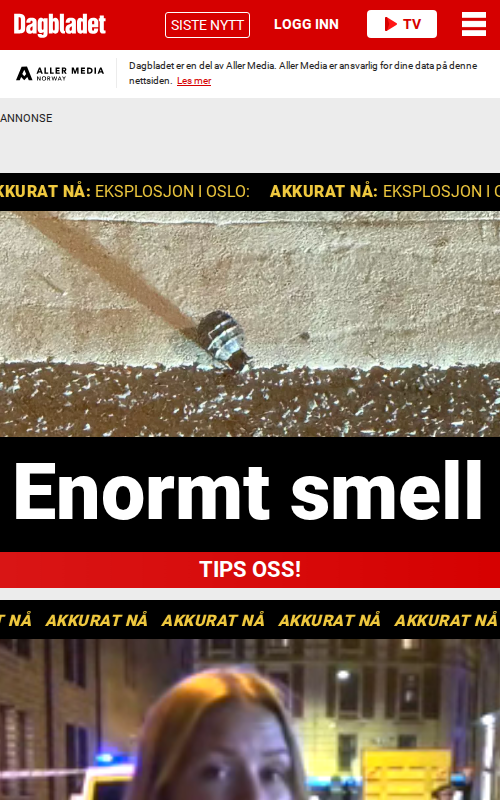 Dagbladet
SISTE NYTT
LOGG INN
TV
ALLER MEDIA
NORWAY
Dagbladet er en del av Aller Media. Aller Media er ansvarlig for dine data på denne
nettsiden. Les mer
ANNONSE
KKURAT NÅ: EKSPLOSJON I OSLO: AKKURAT NÅ: EKSPLOSJON I O
Enormt smell
TIPS OSS!
T NÅ AKKURAT NÅ AKKURAT NÅ AKKURAT NÅ AKKURAT NÅ